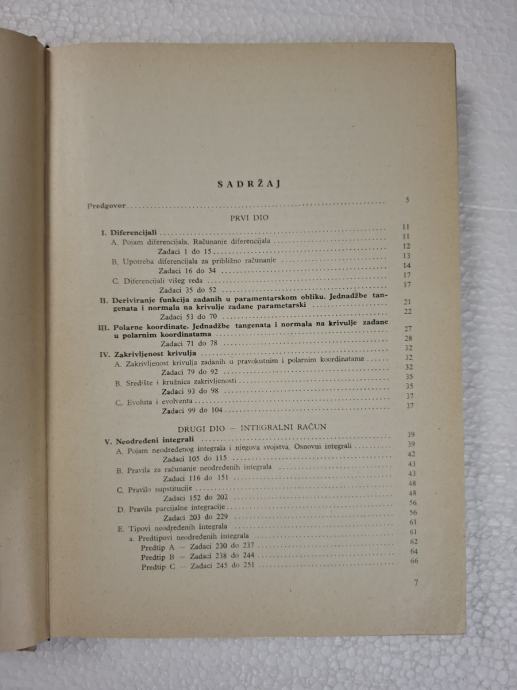 SADRŽAJ
Predgovor 5
PRVI DIO
I. Diferencijali 11
A. Pojam diferencijala. Računanje diferencijala 11
Zadaci 1 do 15 12
B. Upotreba diferencijala za približno računanje 13
Zadaci 16 do 34 14
C. Diferencijali višeg reda 17
Zadaci 35 do 52 17
II. Deriviranje funkcija zadanih u paramentarskom obliku. Jednadžbe tan-
genata i normala na krivulje zadane parametarski 21
Zadaci 53 do 70 22
III. Polarne koordinate. Jednadžbe tangenata i normala na krivulje zadane
u polarnim koordinatama 27
Zadaci 71 do 78 28
IV. Zakrivljenost krivulja 32
A. Zakrivljenost krivulja zadanih u pravokutnim i polarnim koordinatama 32
Zadaci 79 do 92 32
B. Središte i kružnica zakrivljenosti 35
Zadaci 93 do 98 35
C. Evoluta i evolventa 37
Zadaci 99 do 104 37
DRUGI DIO — INTEGRALNI RAČUN
V. Neodređeni integrali 39
A. Pojam neodređenog integrala i njegova svojstva. Osnovni integrali 39
Zadaci 105 do 115 42
B. Pravila za računanje neodređenih integrala 43
Zadaci 116 do 151 43
C. Pravilo supstitucije 48
Zadaci 152 do 202 48
D. Pravila parcijalne integracije 56
Zadaci 203 do 229 56
E. Tipovi neodređenih integrala 61
a. Predtipovi neodređenih integrala 61
Predtip A — Zadaci 230 do 237 62
Predtip B — Zadaci 238 do 244 64
Predtip C — Zadaci 245 do 251 66
7